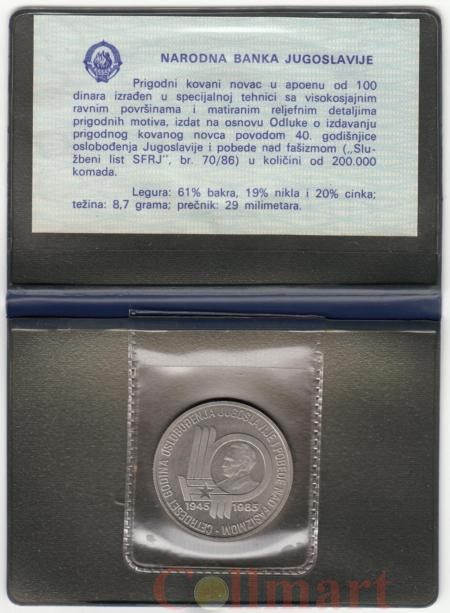 NARODNA BANKA JUGOSLAVIJE
Prigodni kovani novac u apoenu od 100
dinara izrađen u specijalnoj tehnici sa visokosjajnim
ravnim površinama i matiranim reljefnim detaljima
prigodnih motiva, izdat na osnovu Odluke o izdavanju
prigodnog kovanog novca povodom 40. godišnjice
oslobođenja Jugoslavije i pobede nad fašizmom („Slu-
žbeni list SFRJ”, br. 70/86) u količini od 200.000
komada.
Legura: 61% bakra, 19% nikla i 20% cinka;
težina: 8,7 grama; prečnik: 29 milimetara.
ČETRDESET GODINA OSLOBOĐENJA JUGOSLAVIJE I POBEDE NAD FAŠIZMOM -
1945 1985
Collmart